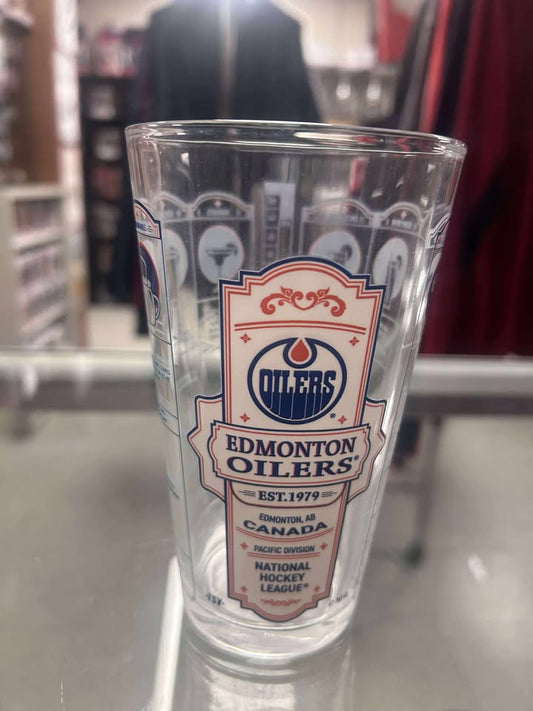 OILERS
®
EDMONTON
OILERS®
EST.1979
EDMONTON, AB
CANADA
PACIFIC DIVISION
NATIONAL
HOCKEY
LEAGUE®